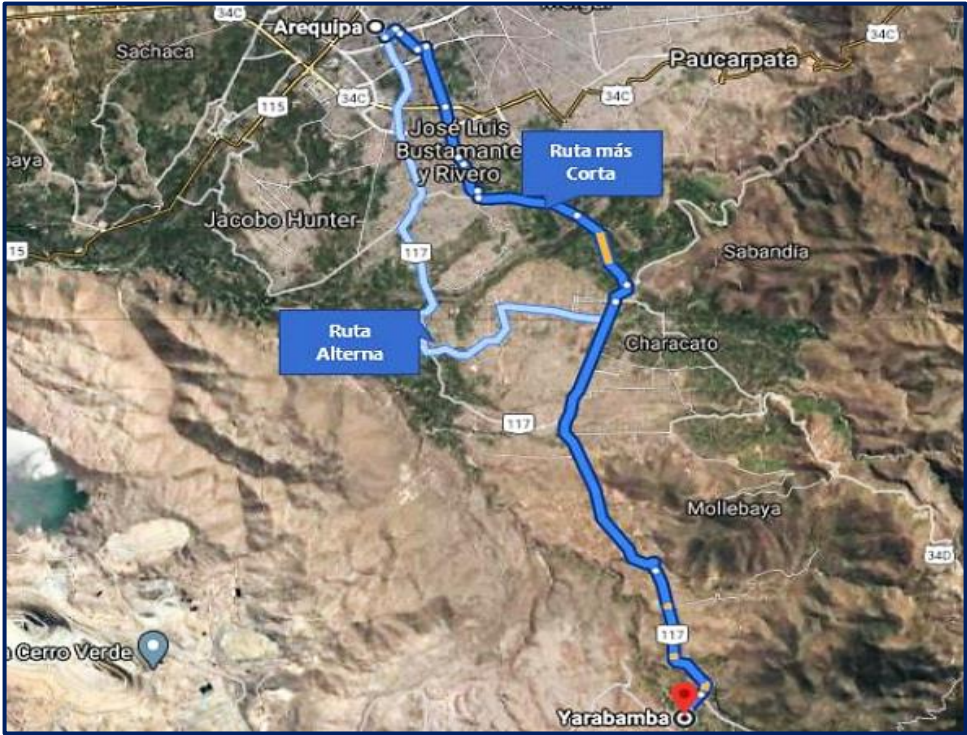 34C
Arequipa
34C
Sachaca
Paucarpata
115
34C
34C
José Luis
Bustamante
y Rivero
Ruta más
Corta
paya
Jacobo Hunter
15
117
Sabandía
Ruta
Alterna
Characato
117
Mollebaya
34D
117
Cerro Verde
Yarabamba